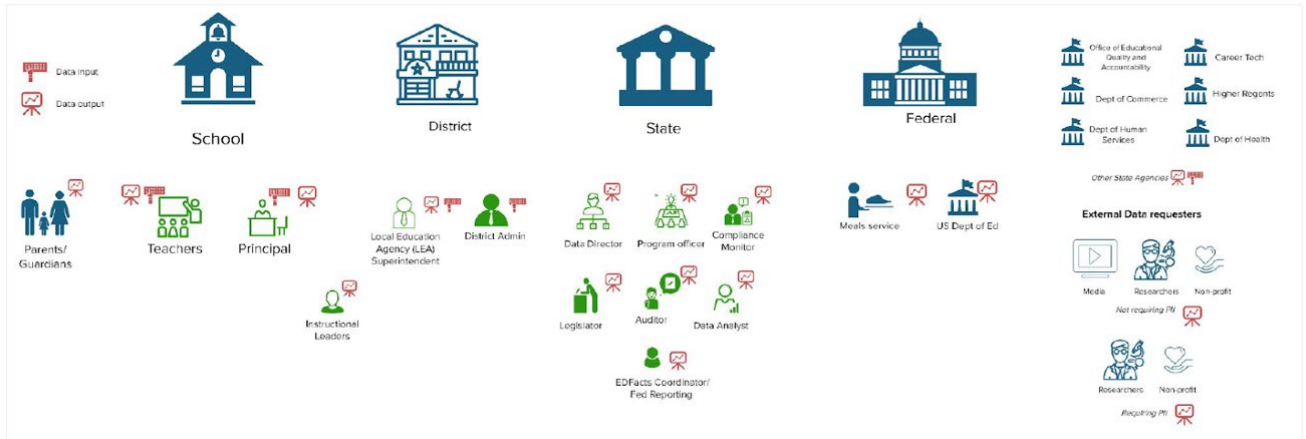 Data input
Data output
School
District
State
Federal
Office of Educational
Quality and
Accountability
Career Tech
Dept of Commerce
Higher Regents
Dept of Human
Services
Dept of Health
Other State Agencies
Parents/
Guardians
Teachers
Principal
Instructional
Leaders
Local Education
Agency (LEA)
Superintendent
District Admin
Data Director
Program officer
Compliance
Monitor
Legislator
Auditor
Data Analyst
EDFacts Coordinator/
Fed Reporting
Meals service
US Dept of Ed
External Data requesters
Media
Researchers
Non-profit
Not requiring PII
Researchers
Non-profit
Requiring PII